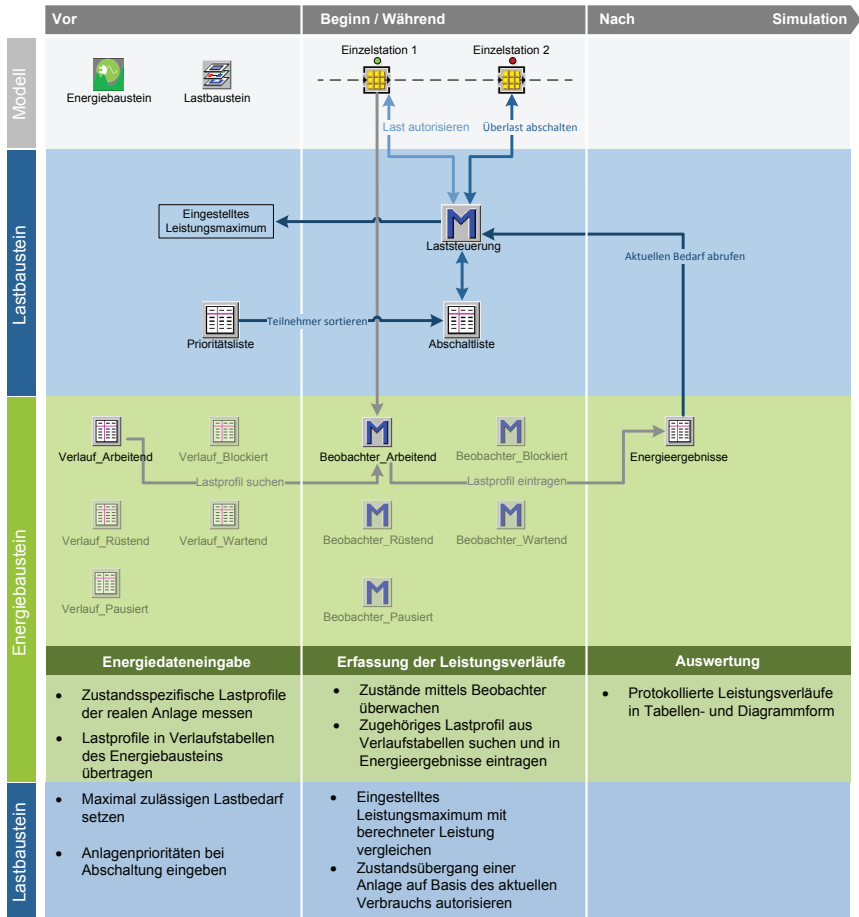 Vor
Beginn / Während
Nach
Simulation
Modell
Energiebaustein
Lastbaustein
Einzelstation 1
Einzelstation 2
Last autorisieren
Überlast abschalten
Lastbaustein
Eingestelltes
Leistungsmaximum
M
Laststeuerung
Aktuellen Bedarf abrufen
Prioritätsliste
Teilnehmer sortieren
Abschaltliste
Energiebaustein
Verlauf_Arbeitend
Verlauf_Blockiert
M
Beobachter_Arbeitend
M
Beobachter_Blockiert
Energieergebnisse
Lastprofil suchen
Lastprofil eintragen
Verlauf_Rüstend
Verlauf_Wartend
M
Beobachter_Rüstend
M
Beobachter_Wartend
Verlauf_Pausiert
M
Beobachter_Pausiert
Energiedateneingabe
Erfassung der Leistungsverläufe
Auswertung
• Zustandsspezifische Lastprofile
der realen Anlage messen
• Lastprofile in Verlaufstabellen
des Energiebausteins
übertragen
• Zustände mittels Beobachter
überwachen
• Zugehöriges Lastprofil aus
Verlaufstabellen suchen und in
Energieergebnisse eintragen
• Protokollierte Leistungsverläufe
in Tabellen- und Diagrammform
Lastbaustein
• Maximal zulässigen Lastbedarf
setzen
• Anlagenprioritäten bei
Abschaltung eingeben
• Eingestelltes
Leistungsmaximum mit
berechneter Leistung
vergleichen
• Zustandsübergang einer
Anlage auf Basis des aktuellen
Verbrauchs autorisieren